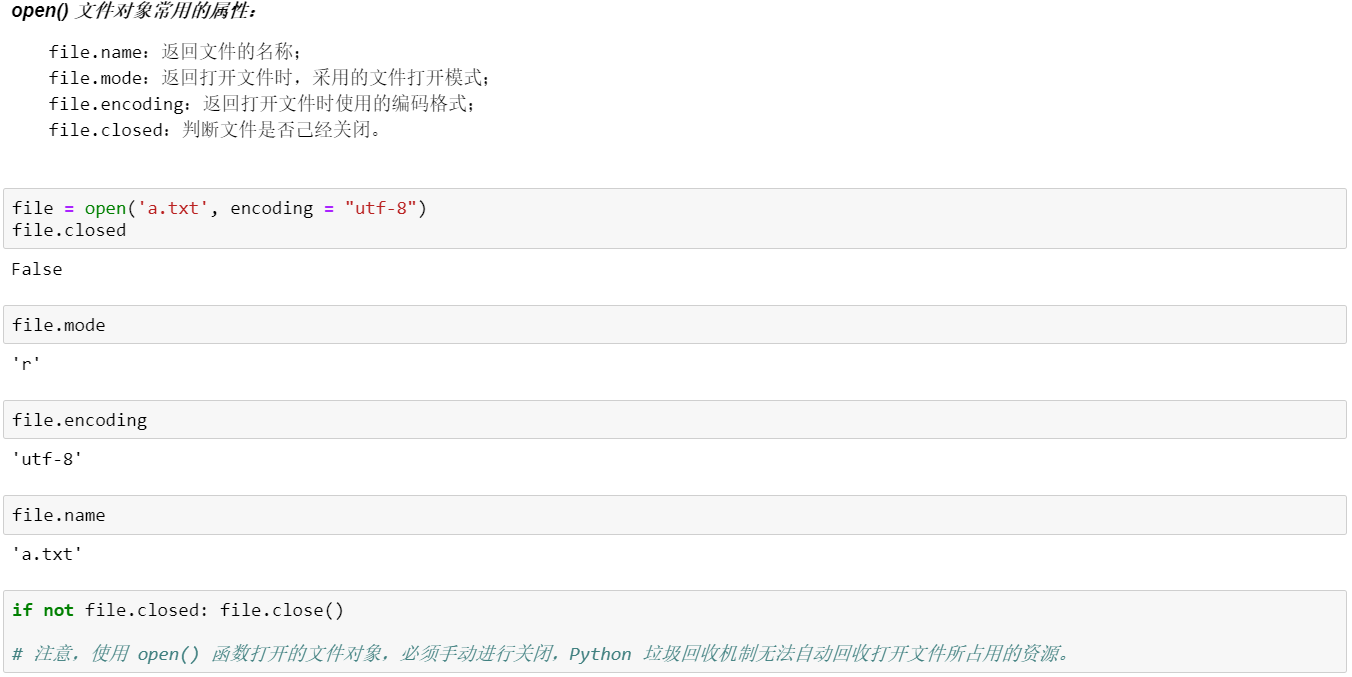 open() 文件对象常用的属性：
file.name：返回文件的名称；
file.mode：返回打开文件时，采用的文件打开模式；
file.encoding：返回打开文件时使用的编码格式；
file.closed：判断文件是否己经关闭。
file = open('a.txt', encoding = "utf-8")
file.closed
False
file.mode
'r'
file.encoding
'utf-8'
file.name
'a.txt'
if not file.closed: file.close()
# 注意，使用 open() 函数打开的文件对象，必须手动进行关闭，Python 垃圾回收机制无法自动回收打开文件所占用的资源。